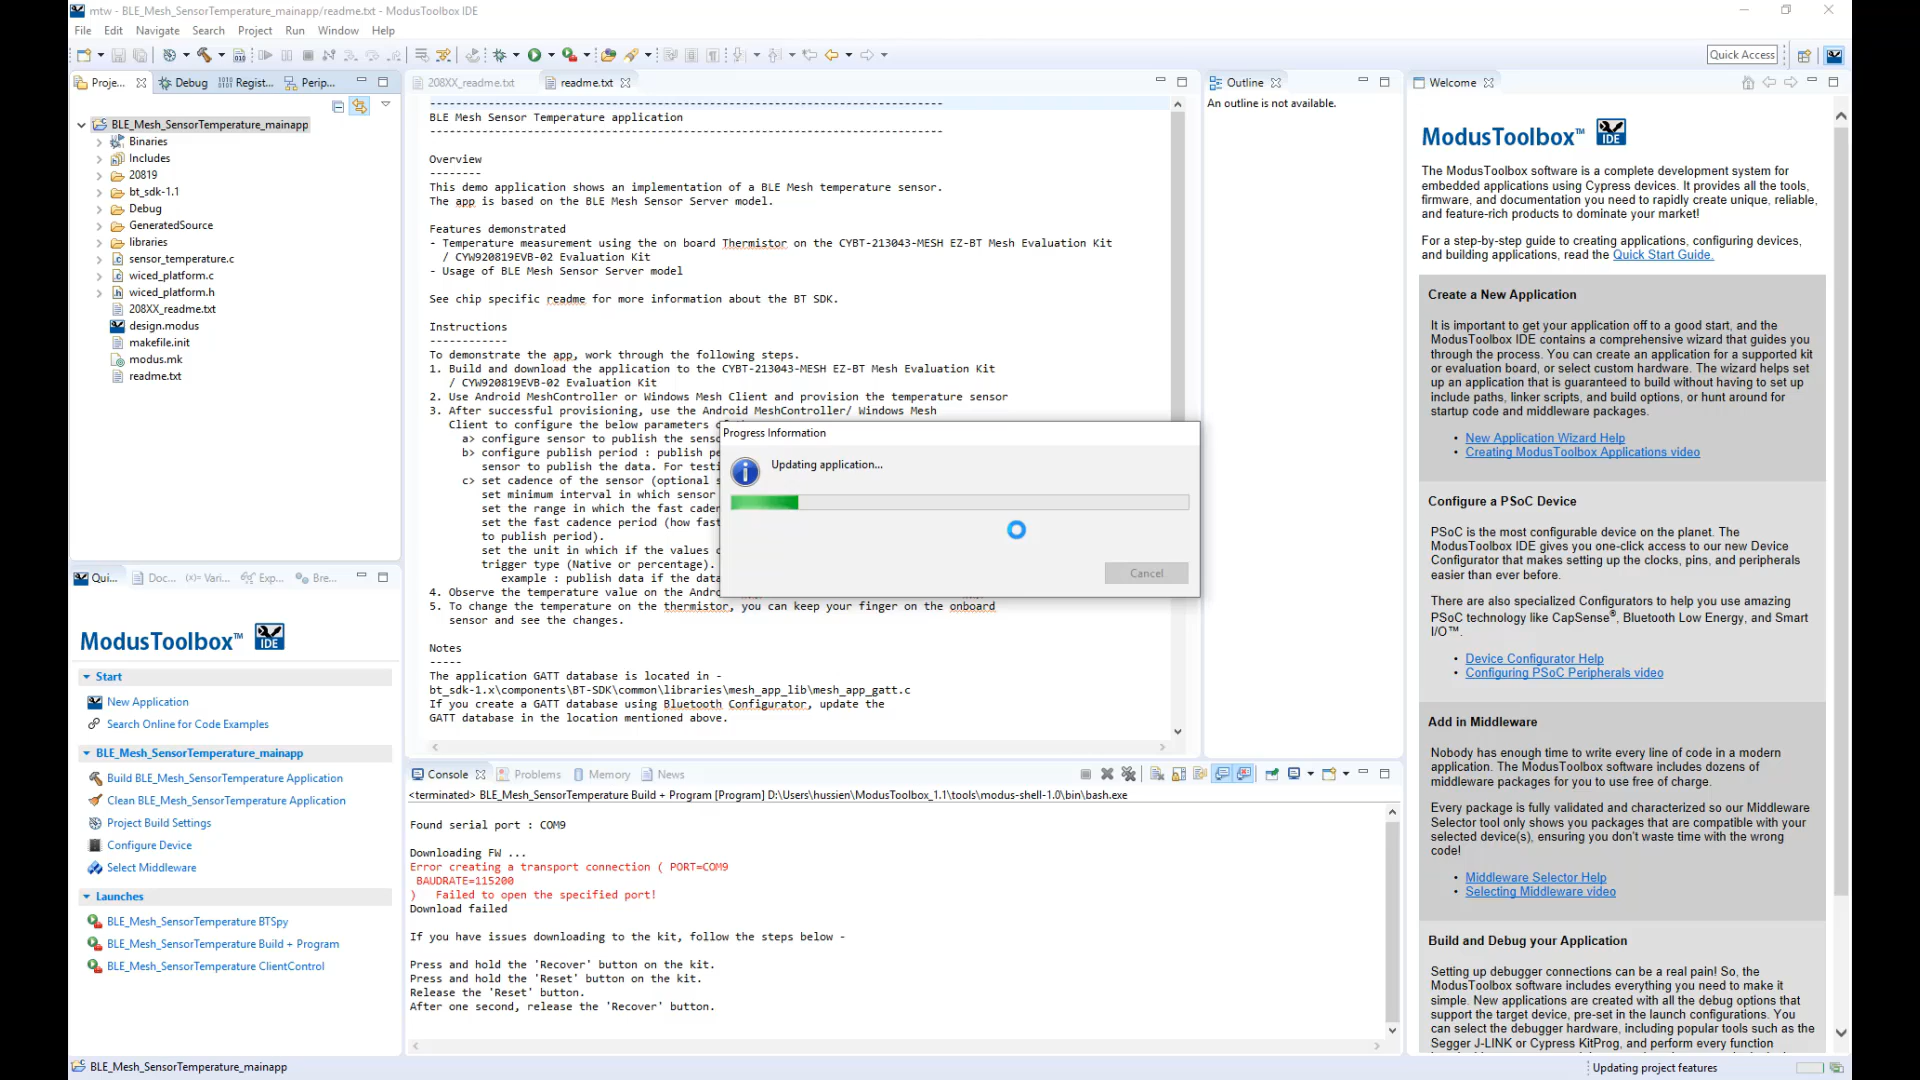 mtw - BLE_Mesh_SensorTemperature_mainapp/readme.txt - ModusToolbox IDE
File Edit Navigate Search Project Run Window Help
Quick Access
Proje... Debug Regist... Perip...
208XX_readme.txt readme.txt
Outline
Welcome
BLE_Mesh_SensorTemperature_mainapp
Binaries
Includes
20819
bt_sdk-1.1
Debug
GeneratedSource
libraries
sensor_temperature.c
wiced_platform.c
wiced_platform.h
208XX_readme.txt
design.modus
makefile.init
modus.mk
readme.txt
--------------------------------------------------------------------------------
BLE Mesh Sensor Temperature application
--------------------------------------------------------------------------------
Overview
--------
This demo application shows an implementation of a BLE Mesh temperature sensor.
The app is based on the BLE Mesh Sensor Server model.
Features demonstrated
- Temperature measurement using the on board Thermistor on the CYBT-213043-MESH EZ-BT Mesh Evaluation Kit
/ CYW920819EVB-02 Evaluation Kit
- Usage of BLE Mesh Sensor Server model
See chip specific readme for more information about the BT SDK.
Instructions
------------
To demonstrate the app, work through the following steps.
1. Build and download the application to the CYBT-213043-MESH EZ-BT Mesh Evaluation Kit
/ CYW920819EVB-02 Evaluation Kit
2. Use Android MeshController or Windows Mesh Client and provision the temperature sensor
3. After successful provisioning, use the Android MeshController/ Windows Mesh
Client to configure the below parameters
a> configure sensor to publish the
b> configure publish period : publish
sensor to publish the data. For
c> set cadence of the sensor (optional
set minimum interval in which sensor
set the range in which the fast
set the fast cadence period (how fast
to publish period).
set the unit in which if the values
trigger type (Native or percentage).
example : publish data if the data
4. Observe the temperature value on the
5. To change the temperature on the thermistor, you can keep your finger on the onboard
sensor and see the changes.
Notes
-----
The application GATT database is located in -
bt_sdk-1.x\components\BT-SDK\common\libraries\mesh_app_lib\mesh_app_gatt.c
If you create a GATT database using Bluetooth Configurator, update the
GATT database in the location mentioned above.
Progress Information
Updating application...
Cancel
An outline is not available.
ModusToolbox™ IDE
The ModusToolbox software is a complete development system for
embedded applications using Cypress devices. It provides all the tools,
firmware, and documentation you need to rapidly create unique, reliable,
and feature-rich products to dominate your market!
For a step-by-step guide to creating applications, configuring devices,
and building applications, read the Quick Start Guide.
Create a New Application
It is important to get your application off to a good start, and the
ModusToolbox IDE contains a comprehensive wizard that guides you
through the process. You can create an application for a supported kit
or evaluation board, or select custom hardware. The wizard helps set
up an application that is guaranteed to build without having to set up
include paths, linker scripts, and build options, or hunt around for
startup code and middleware packages.
• New Application Wizard Help
• Creating ModusToolbox Applications video
Configure a PSoC Device
PSoC is the most configurable device on the planet. The
ModusToolbox IDE gives you one-click access to our new Device
Configurator that makes setting up the clocks, pins, and peripherals
easier than ever before.
There are also specialized Configurators to help you use amazing
PSoC technology like CapSense®, Bluetooth Low Energy, and Smart
I/O™.
• Device Configurator Help
• Configuring PSoC Peripherals video
Add in Middleware
Nobody has enough time to write every line of code in a modern
application. The ModusToolbox software includes dozens of
middleware packages for you to use free of charge.
Every package is fully validated and characterized so our Middleware
Selector tool only shows you packages that are compatible with your
selected device(s), ensuring you don't waste time with the wrong
code!
• Middleware Selector Help
• Selecting Middleware video
Build and Debug your Application
Setting up debugger connections can be a real pain! So, the
ModusToolbox software includes everything you need to make it
simple. New applications are created with all the debug options that
support the target device, pre-set in the launch configurations. You
can select the debugger hardware, including popular tools such as the
Segger J-LINK or Cypress KitProg, and perform every function
Qui... Doc... (x)= Vari... Exp... Bre...
ModusToolbox™ IDE
Start
New Application
Search Online for Code Examples
BLE_Mesh_SensorTemperature_mainapp
Build BLE_Mesh_SensorTemperature Application
Clean BLE_Mesh_SensorTemperature Application
Project Build Settings
Configure Device
Select Middleware
Launches
BLE_Mesh_SensorTemperature BTSpy
BLE_Mesh_SensorTemperature Build + Program
BLE_Mesh_SensorTemperature ClientControl
Console Problems Memory News
<terminated> BLE_Mesh_SensorTemperature Build + Program [Program] D:\Users\hussien\ModusToolbox_1.1\tools\modus-shell-1.0\bin\bash.exe
Found serial port : COM9
Downloading FW ...
Error creating a transport connection ( PORT=COM9
BAUDRATE=115200
) Failed to open the specified port!
Download failed
If you have issues downloading to the kit, follow the steps below -
Press and hold the 'Recover' button on the kit.
Press and hold the 'Reset' button on the kit.
Release the 'Reset' button.
After one second, release the 'Recover' button.
BLE_Mesh_SensorTemperature_mainapp
Updating project features